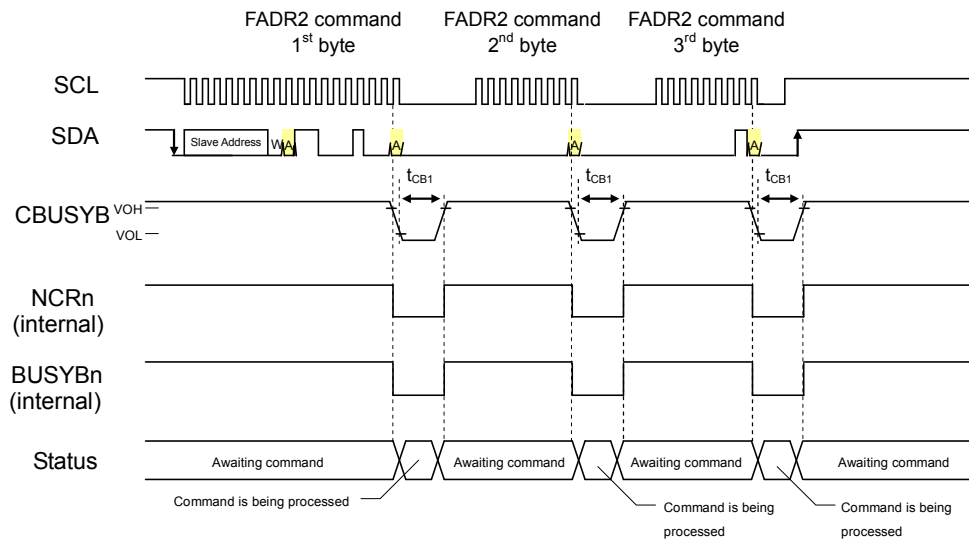 FADR2 command
1st byte
FADR2 command
2nd byte
FADR2 command
3rd byte
SCL
SDA
Slave Address
W
A
A
A
A
tCB1
tCB1
tCB1
CBUSYB
VOH
VOL
NCRn
(internal)
BUSYBn
(internal)
Status
Awaiting command
Awaiting command
Awaiting command
Awaiting command
Command is being processed
Command is being
processed
Command is being
processed